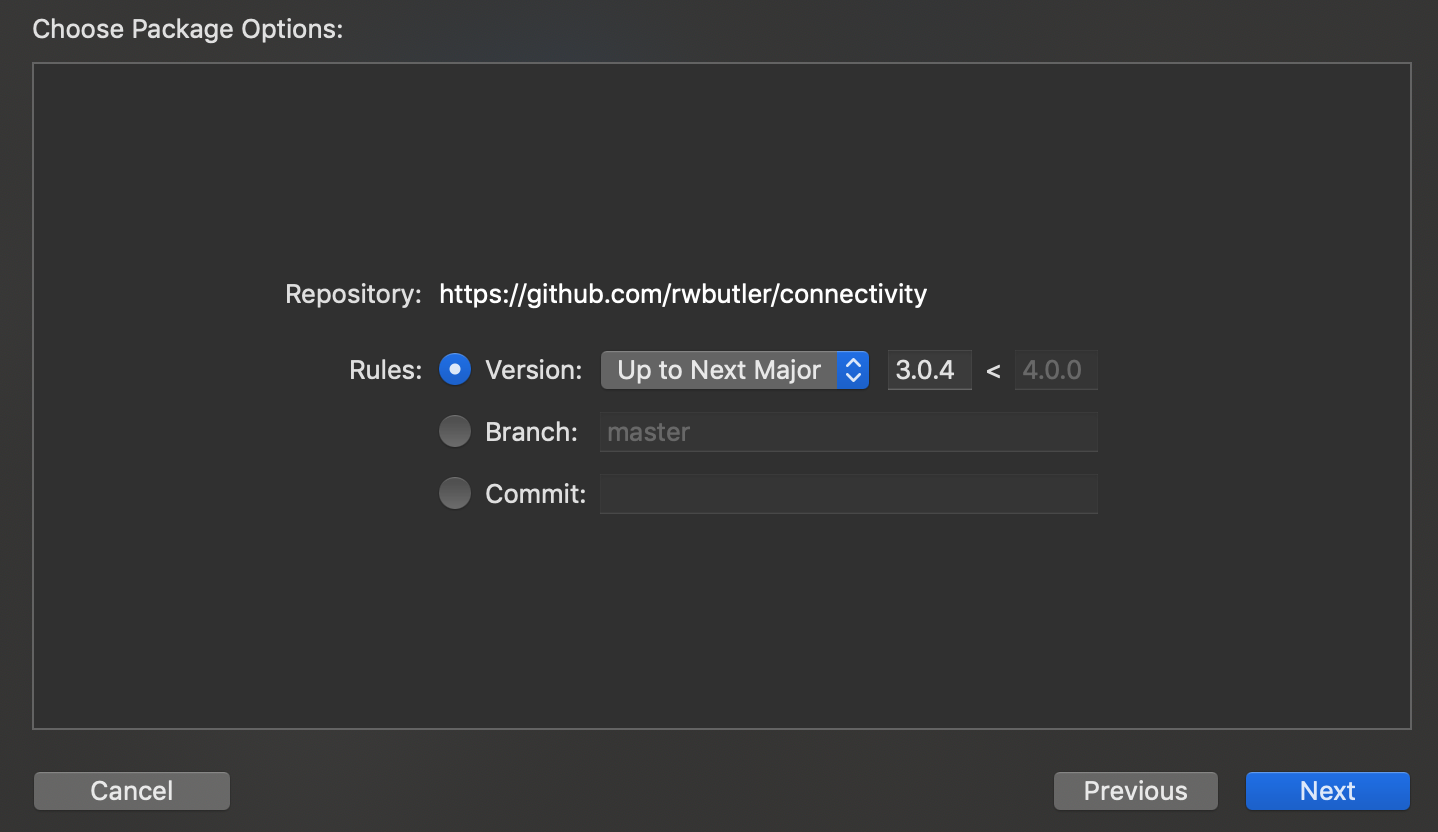 Choose Package Options:
Repository: https://github.com/rwbutler/connectivity
Rules: Version: Up to Next Major 3.0.4 < 4.0.0
Branch: master
Commit:
Cancel Previous Next